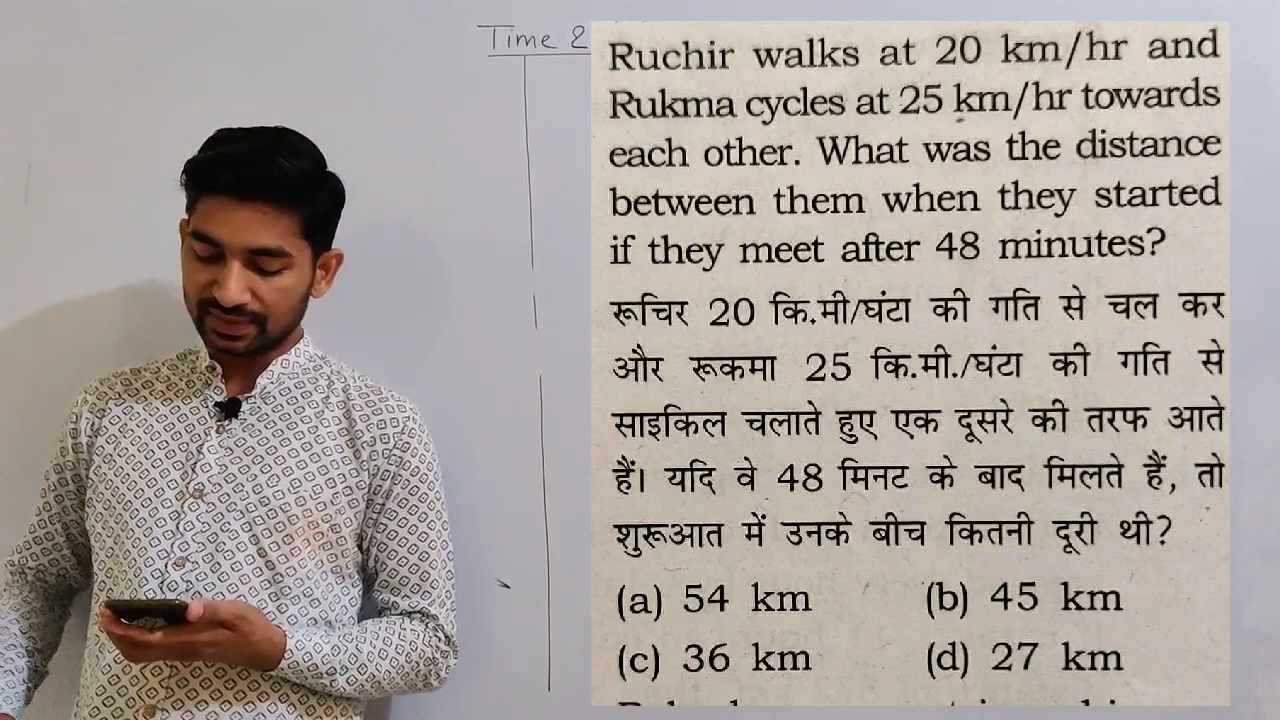 Time &
Ruchir walks at 20 km/hr and
Rukma cycles at 25 km/hr towards
each other. What was the distance
between them when they started
if they meet after 48 minutes?
रूचिर 20 कि.मी/घंटा की गति से चल कर
और रूकमा 25 कि.मी./घंटा की गति से
साइकिल चलाते हुए एक दूसरे की तरफ आते
हैं। यदि वे 48 मिनट के बाद मिलते हैं, तो
शुरूआत में उनके बीच कितनी दूरी थी?
(a) 54 km (b) 45 km
(c) 36 km (d) 27 km